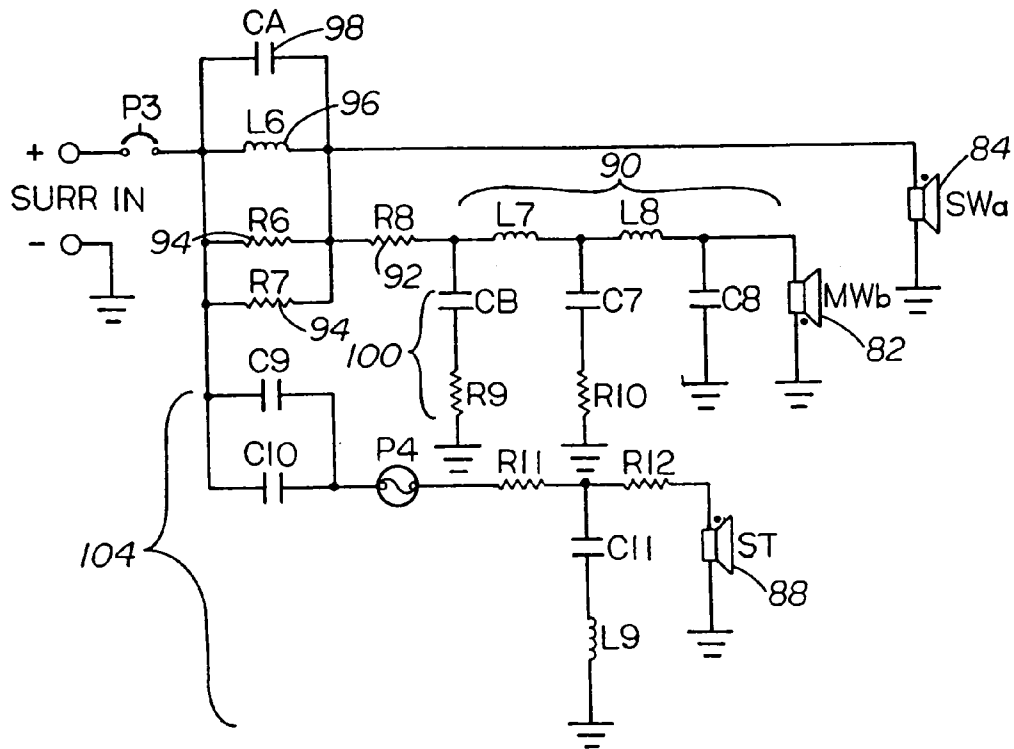 CA
98
P3
L6
96
+
SURR IN
-
90
84
SWa
R6
94
R8
92
L7
L8
R7
94
CB
C7
C8
MWb
82
100
C9
R9
R10
C10
P4
R11
R12
104
C11
ST
88
L9